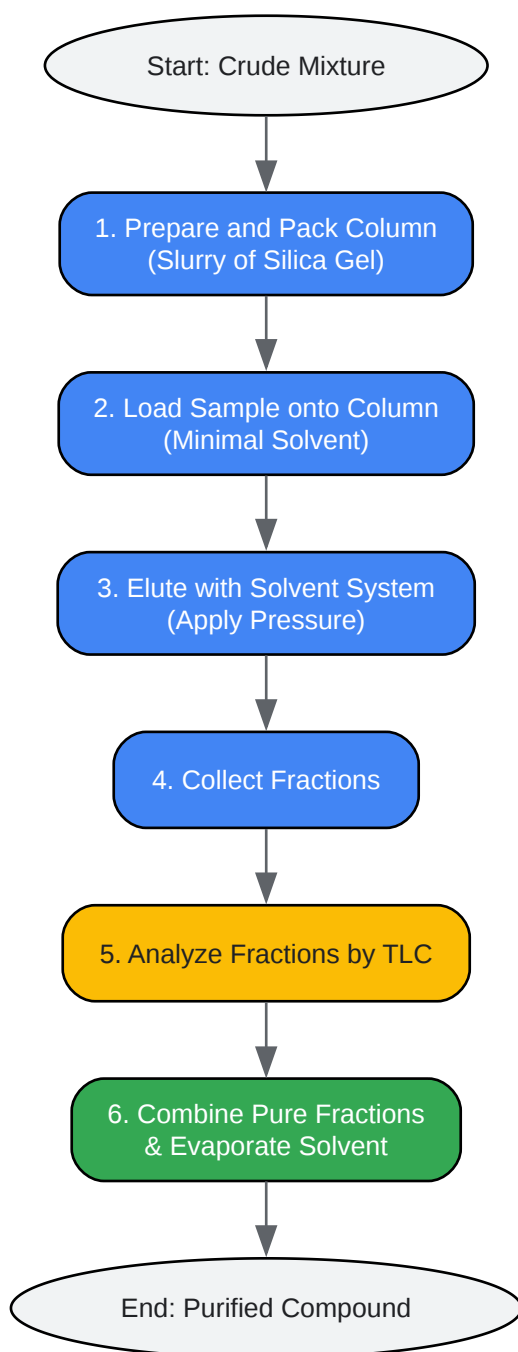 Start: Crude Mixture
1. Prepare and Pack Column
(Slurry of Silica Gel)
2. Load Sample onto Column
(Minimal Solvent)
3. Elute with Solvent System
(Apply Pressure)
4. Collect Fractions
5. Analyze Fractions by TLC
6. Combine Pure Fractions
& Evaporate Solvent
End: Purified Compound